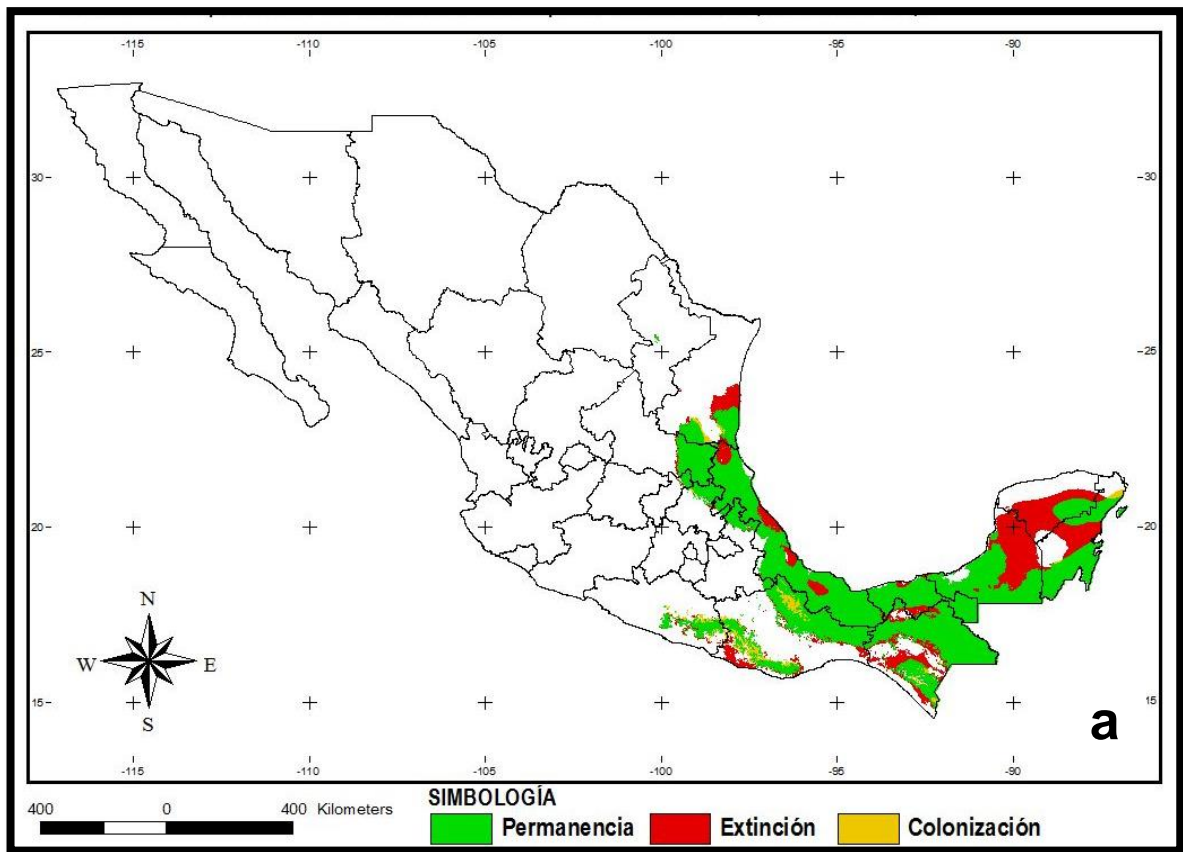 -115 -110 -105 -100 -95 -90
30 30
25 -25
20 20
15 15
N
W E
S
a
-115 -110 -105 -100 -95 -90
400 0 400 Kilometers
SIMBOLOGÍA
Permanencia Extinción Colonización